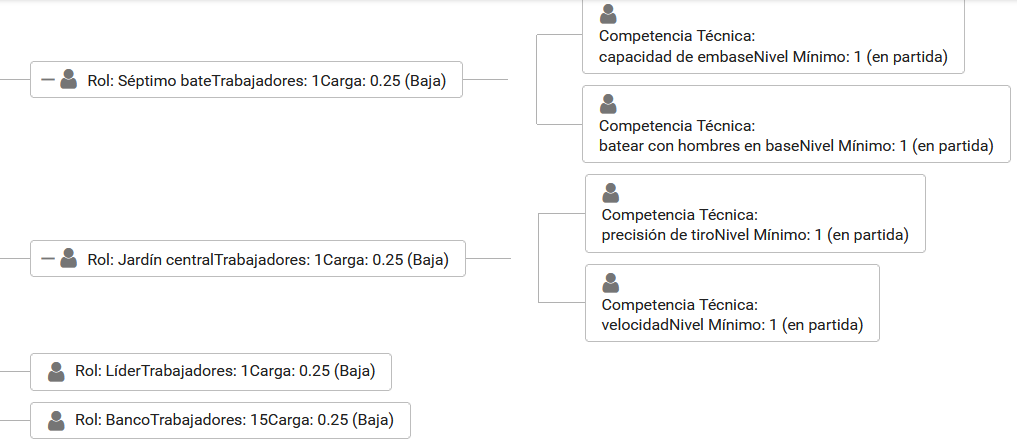 Competencia Técnica:
capacidad de embaseNivel Mínimo: 1 (en partida)
Rol: Séptimo bateTrabajadores: 1Carga: 0.25 (Baja)
Competencia Técnica:
batear con hombres en baseNivel Mínimo: 1 (en partida)
Competencia Técnica:
precisión de tiroNivel Mínimo: 1 (en partida)
Rol: Jardín centralTrabajadores: 1Carga: 0.25 (Baja)
Competencia Técnica:
velocidadNivel Mínimo: 1 (en partida)
Rol: LíderTrabajadores: 1Carga: 0.25 (Baja)
Rol: BancoTrabajadores: 15Carga: 0.25 (Baja)